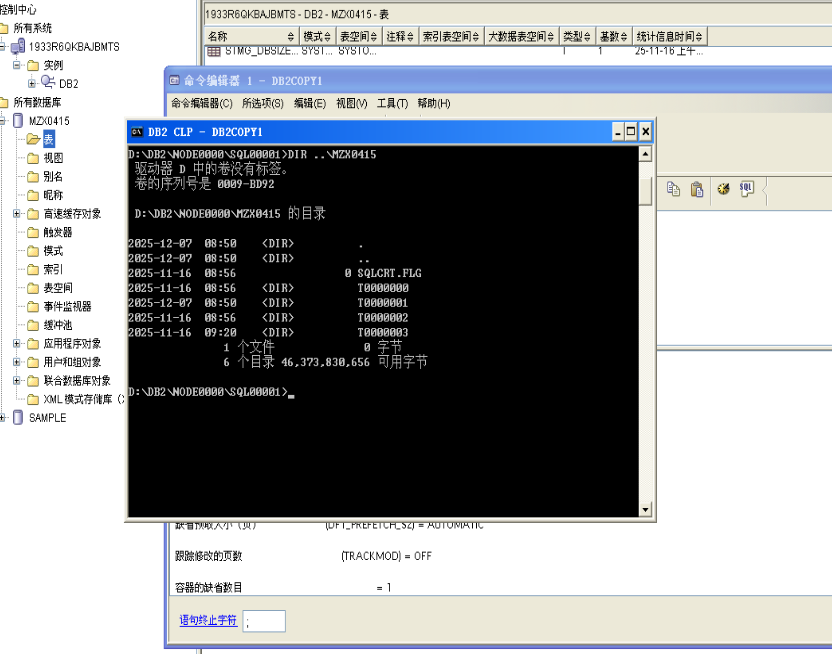 控制中心
所有系统
1933R6QKBAJBMTS
实例
DB2
所有数据库
MZX0415
表
视图
别名
昵称
高速缓存对象
触发器
模式
索引
表空间
事件监视器
缓冲池
应用程序对象
用户和组对象
联合数据库对象
XML 模式存储库（
SAMPLE
1933R6QKBAJBMTS - DB2 - MZX0415 - 表
名称 模式 表空间 注释 索引表空间 大数据表空间 类型 基数 统计信息时间
STMG_DBSIZE... SYST... SYSTO... T 1 25-11-16 上午...
命令编辑器 1 - DB2COPY1
命令编辑器(C) 所选项(S) 编辑(E) 视图(V) 工具(T) 帮助(H)
DB2 CLP - DB2COPY1
D:\DB2\NODE0000\SQL00001>DIR ..\MZX0415
驱动器 D 中的卷没有标签。
卷的序列号是 0009-BD92
D:\DB2\NODE0000\MZX0415 的目录
2025-12-07 08:50 <DIR> .
2025-12-07 08:50 <DIR> ..
2025-11-16 08:56 0 SQLCRT.FLG
2025-11-16 08:56 <DIR> T0000000
2025-12-07 08:50 <DIR> T0000001
2025-11-16 08:56 <DIR> T0000002
2025-11-16 09:20 <DIR> T0000003
1 个文件 0 字节
6 个目录 46,373,830,656 可用字节
D:\DB2\NODE0000\SQL00001>
SQL
缺省预取大小（页） (DFT_PREFETCH_SZ) = AUTOMATIC
跟踪修改的页数 (TRACKMOD) = OFF
容器的缺省数目 = 1
语句终止字符 ;